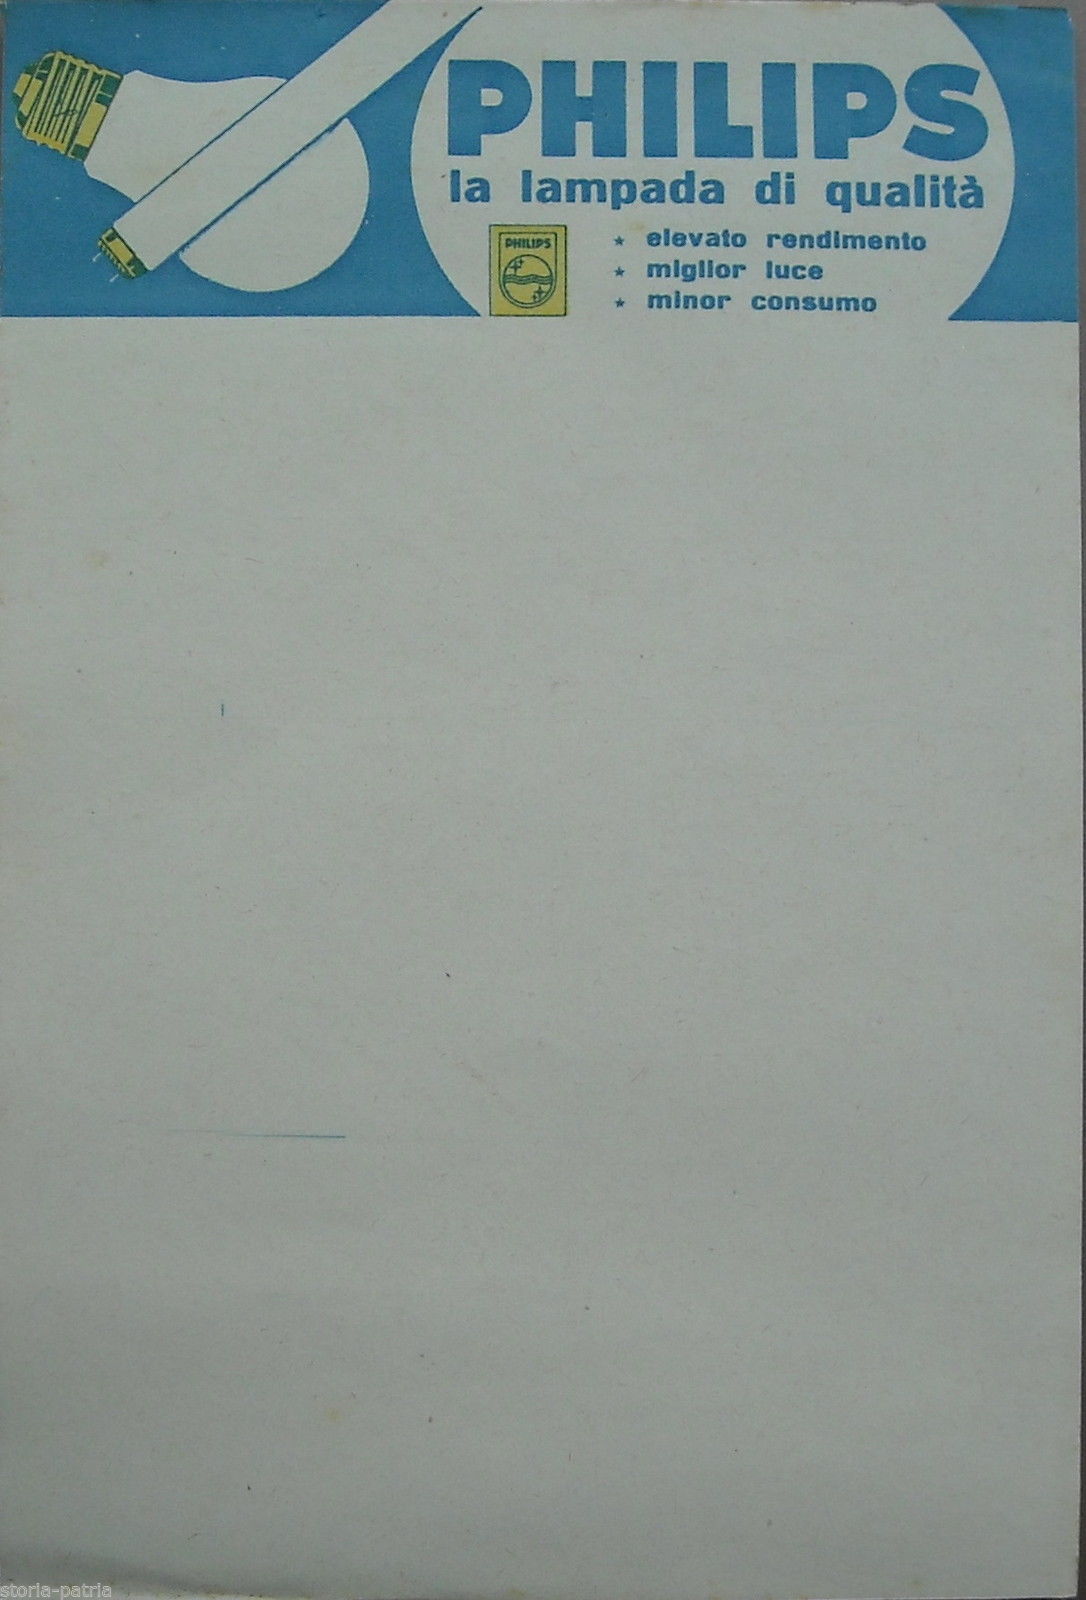 PHILIPS
la lampada di qualità
PHILIPS
★ elevato rendimento
★ miglior luce
★ minor consumo
storia-patria